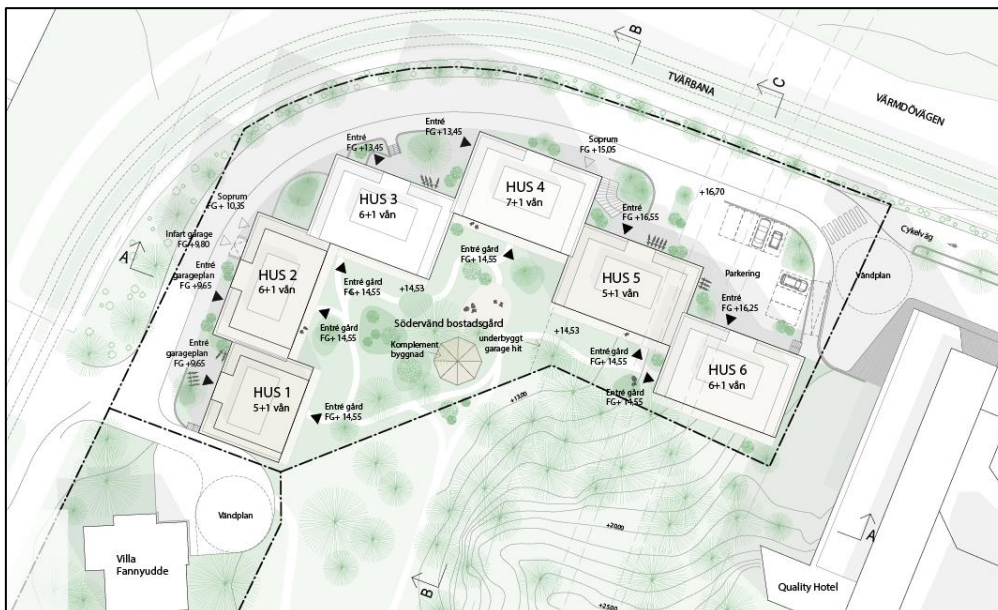 B
TVÄRBANA
C
VÄRMDÖVÄGEN
Entré
FG +13,45
Entré
FG +13,45
Soprum
FG +15,05
HUS 4
7+1 vån
HUS 3
6+1 vån
+16,70
Soprum
FG + 10,35
Entré
FG +16,55
Cykelväg
Infart garage
FG +9,80
A
HUS 2
6+1 vån
Entré gård
FG+ 14,55
Parkering
Vändplan
Entré
garageplan
FG +9,65
HUS 5
5+1 vån
Entré gård
FG+ 14,55
+14,53
Entré
FG +16,25
Entré gård
FG+ 14,55
Södervänd bostadsgård
Komplement
byggnad
underbyggt
garage hit
+14,53
Entré
garageplan
FG +9,65
Entré gård
FG+ 14,55
HUS 6
6+1 vån
HUS 1
5+1 vån
Entré gård
FG+ 14,55
Entré gård
FG+ 14,55
+13,00
Vändplan
+20,00
A
Villa
Fannyudde
B
Quality Hotel
+25,00